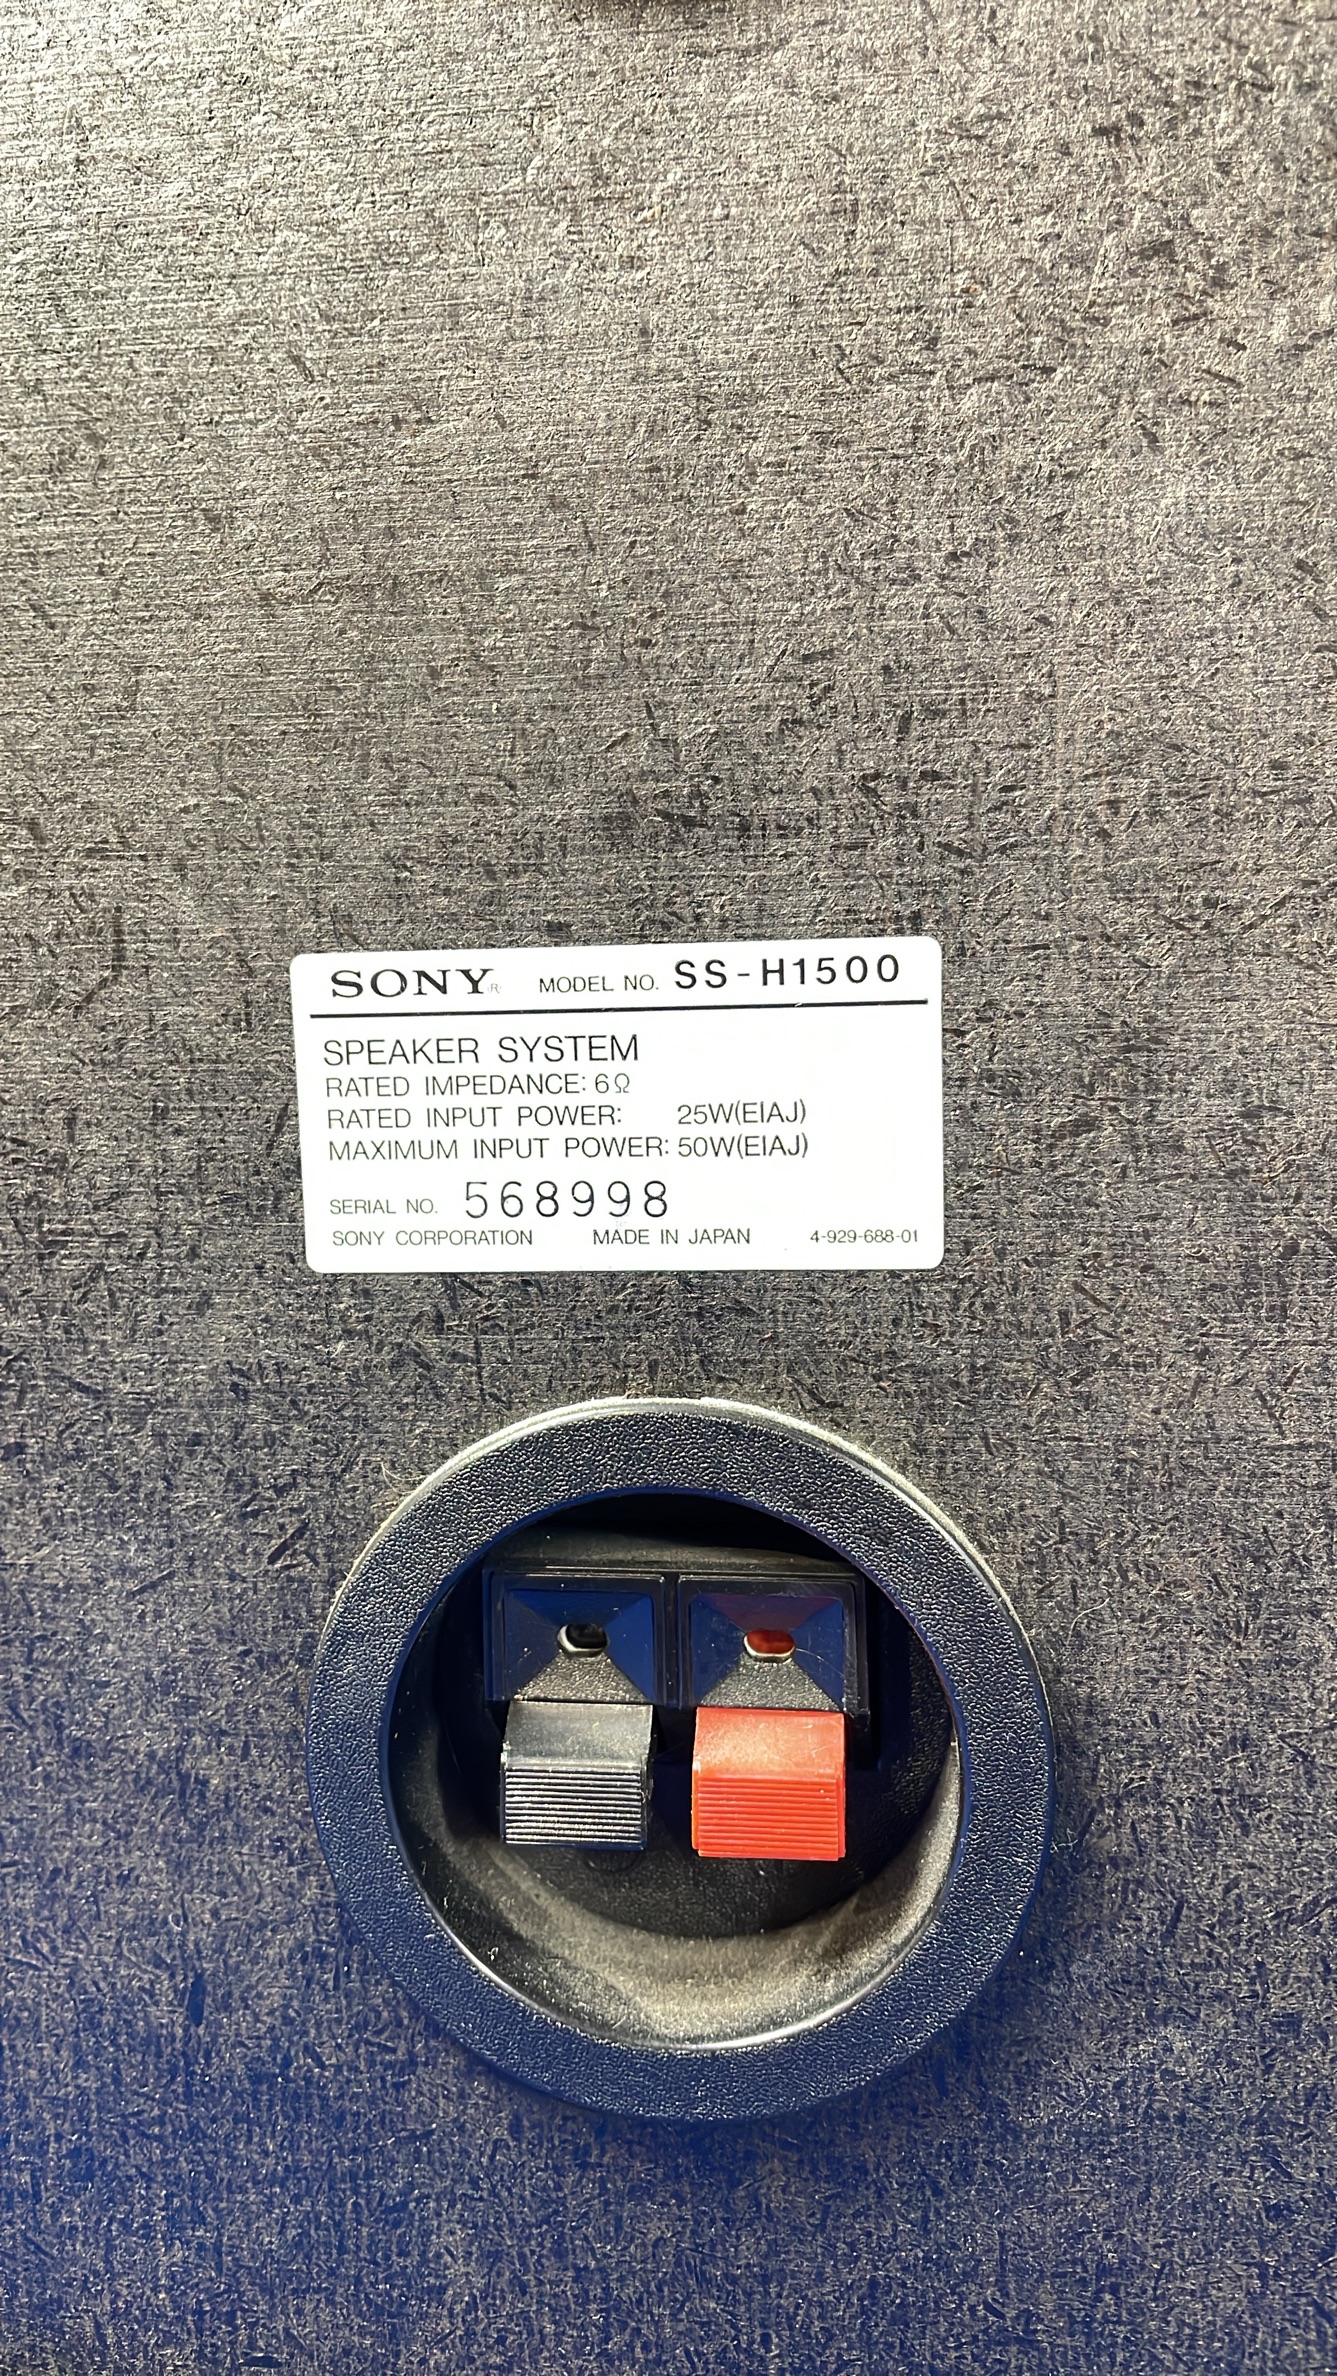 SONY® MODEL NO. SS-H1500
SPEAKER SYSTEM
RATED IMPEDANCE: 6Ω
RATED INPUT POWER: 25W(EIAJ)
MAXIMUM INPUT POWER: 50W(EIAJ)
SERIAL NO. 568998
SONY CORPORATION MADE IN JAPAN 4-929-688-01